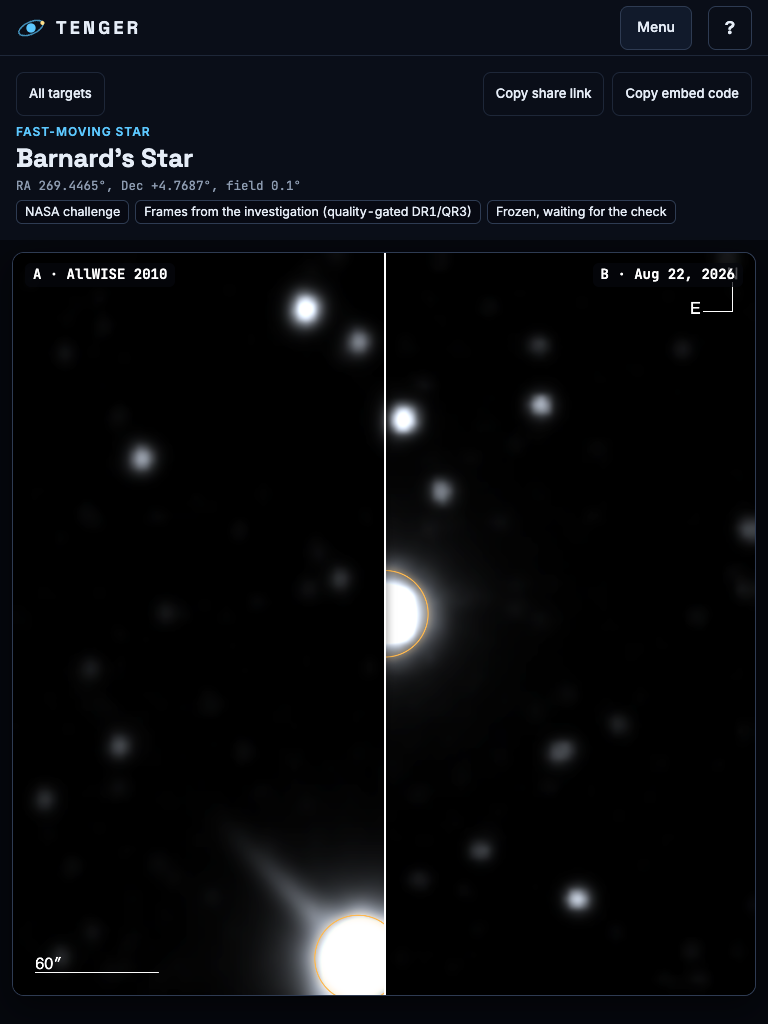 TENGER
Menu
?
All targets
Copy share link
Copy embed code
FAST-MOVING STAR
Barnard's Star
RA 269.4465°, Dec +4.7687°, field 0.1°
NASA challenge
Frames from the investigation (quality-gated DR1/QR3)
Frozen, waiting for the check
A · AllWISE 2010
B · Aug 22, 2026
E
60″